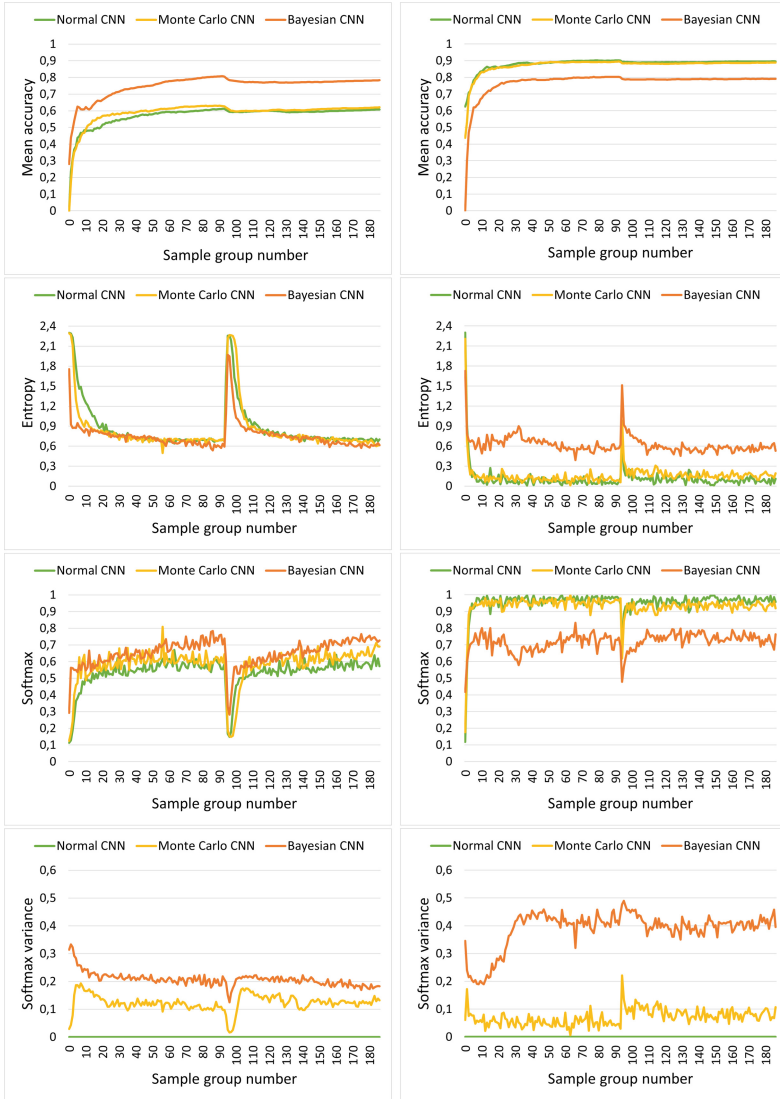 Normal CNN Monte Carlo CNN Bayesian CNN
Mean accuracy
1
0,9
0,8
0,7
0,6
0,5
0,4
0,3
0,2
0,1
0
0 10 20 30 40 50 60 70 80 90 100 110 120 130 140 150 160 170 180
Sample group number
Normal CNN Monte Carlo CNN Bayesian CNN
Mean accuracy
1
0,9
0,8
0,7
0,6
0,5
0,4
0,3
0,2
0,1
0
0 10 20 30 40 50 60 70 80 90 100 110 120 130 140 150 160 170 180
Sample group number
Normal CNN Monte Carlo CNN Bayesian CNN
Entropy
2,4
2,1
1,8
1,5
1,2
0,9
0,6
0,3
0
0 10 20 30 40 50 60 70 80 90 100 110 120 130 140 150 160 170 180
Sample group number
Normal CNN Monte Carlo CNN Bayesian CNN
Entropy
2,4
2,1
1,8
1,5
1,2
0,9
0,6
0,3
0
0 10 20 30 40 50 60 70 80 90 100 110 120 130 140 150 160 170 180
Sample group number
Normal CNN Monte Carlo CNN Bayesian CNN
Softmax
1
0,9
0,8
0,7
0,6
0,5
0,4
0,3
0,2
0,1
0
0 10 20 30 40 50 60 70 80 90 100 110 120 130 140 150 160 170 180
Sample group number
Normal CNN Monte Carlo CNN Bayesian CNN
Softmax
1
0,9
0,8
0,7
0,6
0,5
0,4
0,3
0,2
0,1
0
0 10 20 30 40 50 60 70 80 90 100 110 120 130 140 150 160 170 180
Sample group number
Normal CNN Monte Carlo CNN Bayesian CNN
Softmax variance
0,6
0,5
0,4
0,3
0,2
0,1
0
0 10 20 30 40 50 60 70 80 90 100 110 120 130 140 150 160 170 180
Sample group number
Normal CNN Monte Carlo CNN Bayesian CNN
Softmax variance
0,6
0,5
0,4
0,3
0,2
0,1
0
0 10 20 30 40 50 60 70 80 90 100 110 120 130 140 150 160 170 180
Sample group number